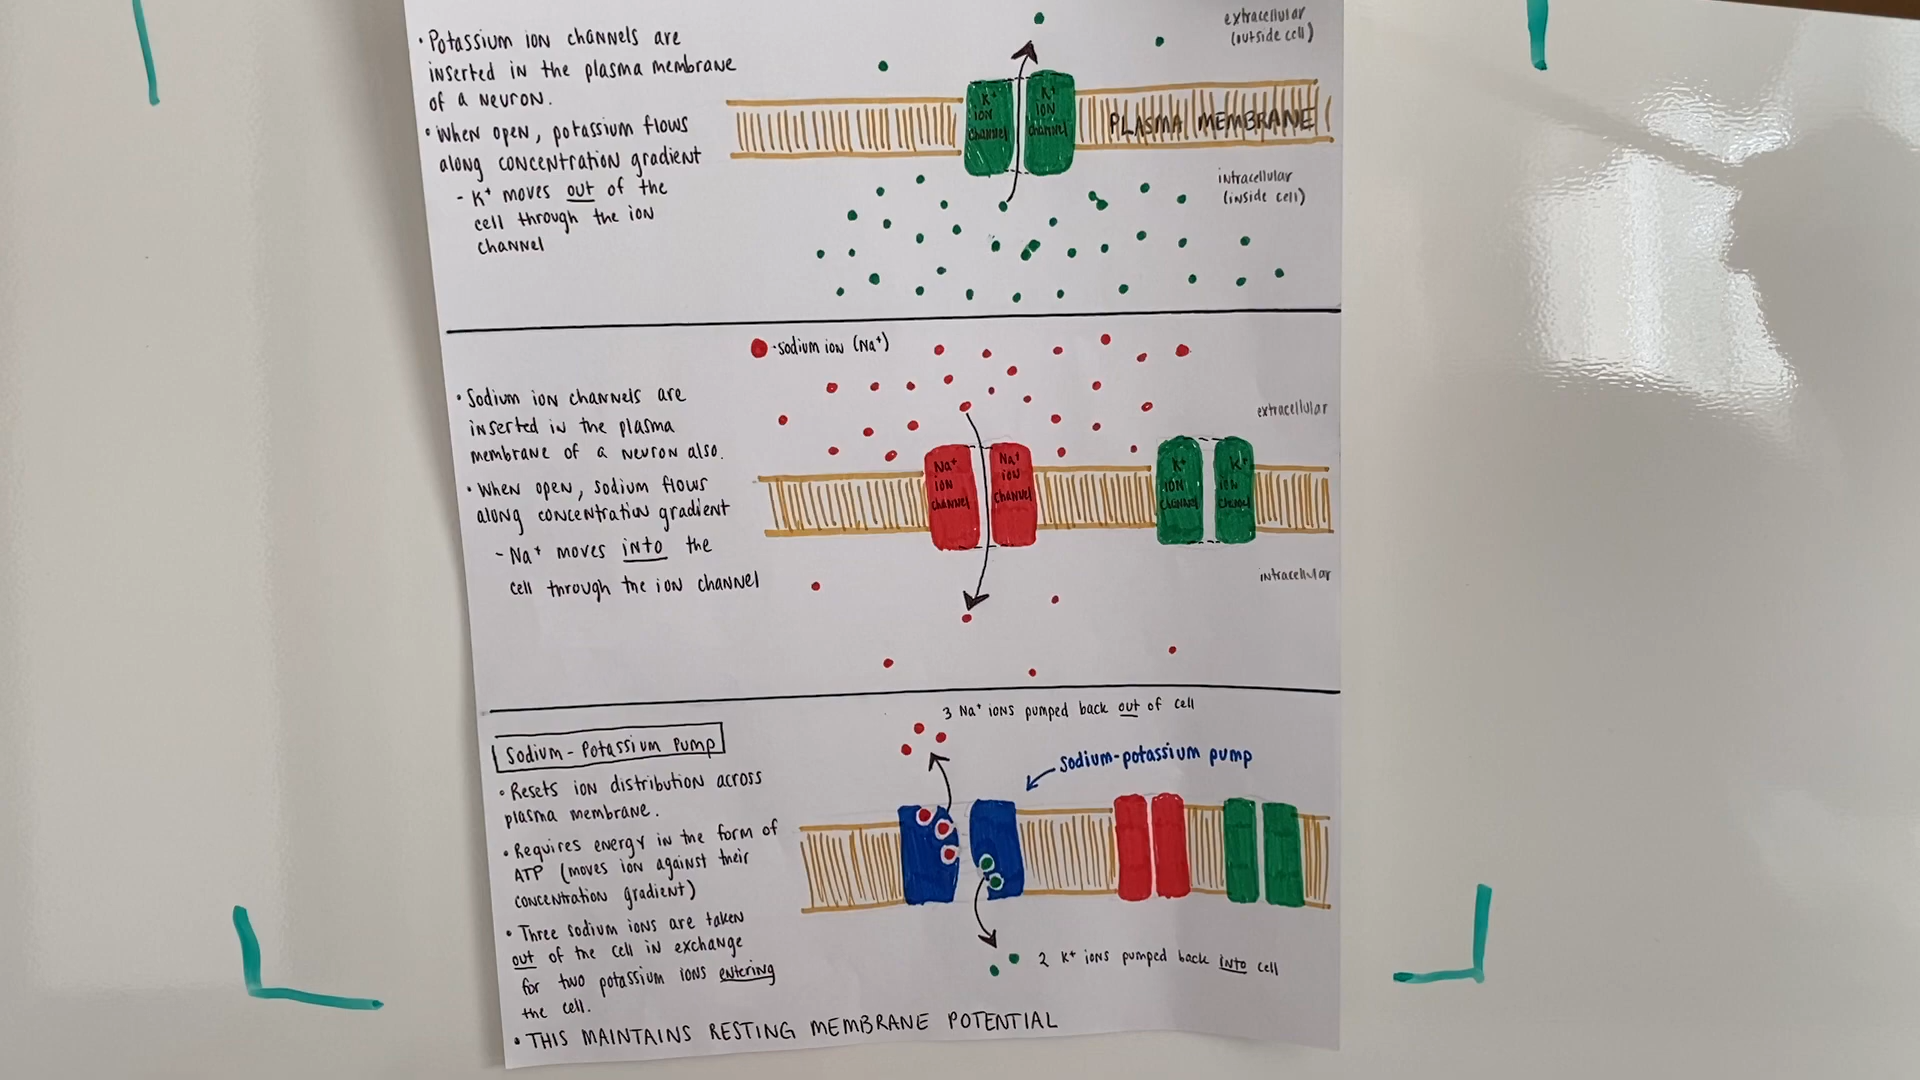 • Potassium ion channels are
inserted in the plasma membrane
of a neuron.
• When open, potassium flows
along concentration gradient
- K⁺ moves out of the
cell through the ion
channel
extracellular
(outside cell)
K⁺
ion
channel
K⁺
ion
channel
PLASMA MEMBRANE
intracellular
(inside cell)
- sodium ion (Na⁺)
• Sodium ion channels are
inserted in the plasma
membrane of a neuron also.
• When open, sodium flows
along concentration gradient
- Na⁺ moves into the
cell through the ion channel
extracellular
Na⁺
ion
channel
Na⁺
ion
channel
K⁺
ion
channel
K⁺
ion
channel
intracellular
3 Na⁺ ions pumped back out of cell
Sodium-Potassium Pump
• Resets ion distribution across
plasma membrane.
• Requires energy in the form of
ATP (moves ion against their
concentration gradient)
• Three sodium ions are taken
out of the cell in exchange
for two potassium ions entering
the cell.
• THIS MAINTAINS RESTING MEMBRANE POTENTIAL
sodium-potassium pump
2 K⁺ ions pumped back into cell